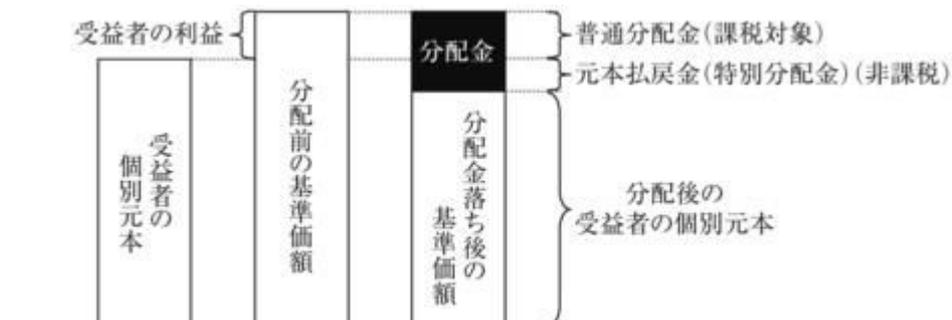 受益者の利益
分配金
普通分配金(課税対象)
元本払戻金(特別分配金)(非課税)
受益者の
個別元本
分配前の基準価額
分配金落ち後の
基準価額
分配後の
受益者の個別元本